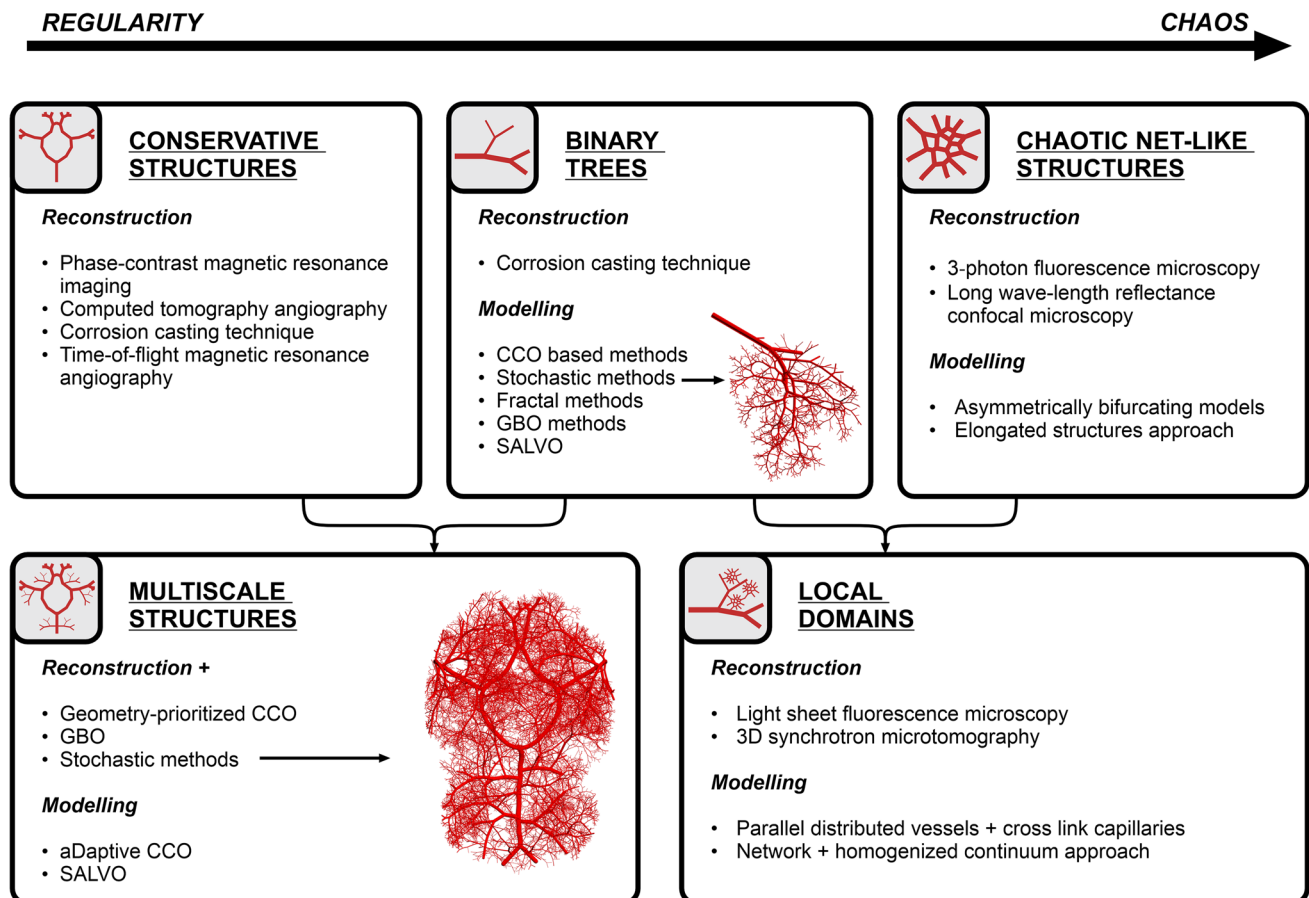 REGULARITY
CHAOS
CONSERVATIVE
STRUCTURES
Reconstruction
• Phase-contrast magnetic resonance
imaging
• Computed tomography angiography
• Corrosion casting technique
• Time-of-flight magnetic resonance
angiography
BINARY
TREES
Reconstruction
• Corrosion casting technique
Modelling
• CCO based methods
• Stochastic methods
• Fractal methods
• GBO methods
• SALVO
CHAOTIC NET-LIKE
STRUCTURES
Reconstruction
• 3-photon fluorescence microscopy
• Long wave-length reflectance
confocal microscopy
Modelling
• Asymmetrically bifurcating models
• Elongated structures approach
MULTISCALE
STRUCTURES
Reconstruction +
• Geometry-prioritized CCO
• GBO
• Stochastic methods
Modelling
• aDaptive CCO
• SALVO
LOCAL
DOMAINS
Reconstruction
• Light sheet fluorescence microscopy
• 3D synchrotron microtomography
Modelling
• Parallel distributed vessels + cross link capillaries
• Network + homogenized continuum approach